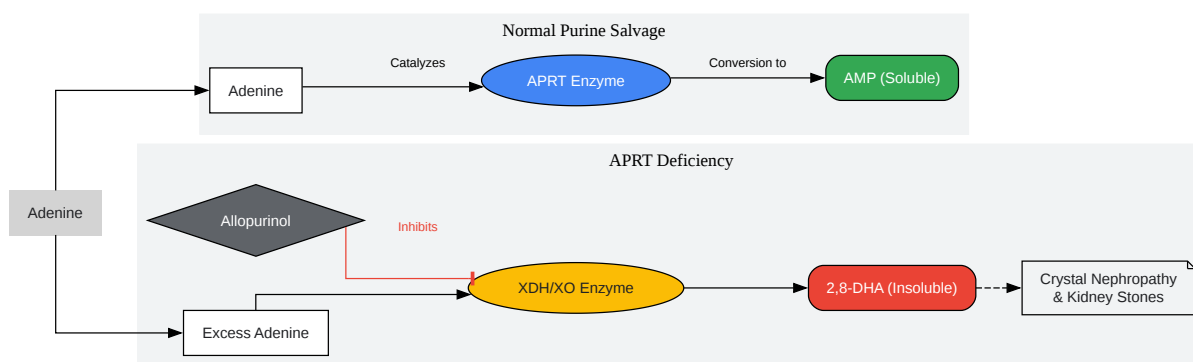 Normal Purine Salvage
Adenine
Catalyzes
APRT Enzyme
Conversion to
AMP (Soluble)
Adenine
APRT Deficiency
Allopurinol
Inhibits
Excess Adenine
XDH/XO Enzyme
2,8-DHA (Insoluble)
Crystal Nephropathy
& Kidney Stones